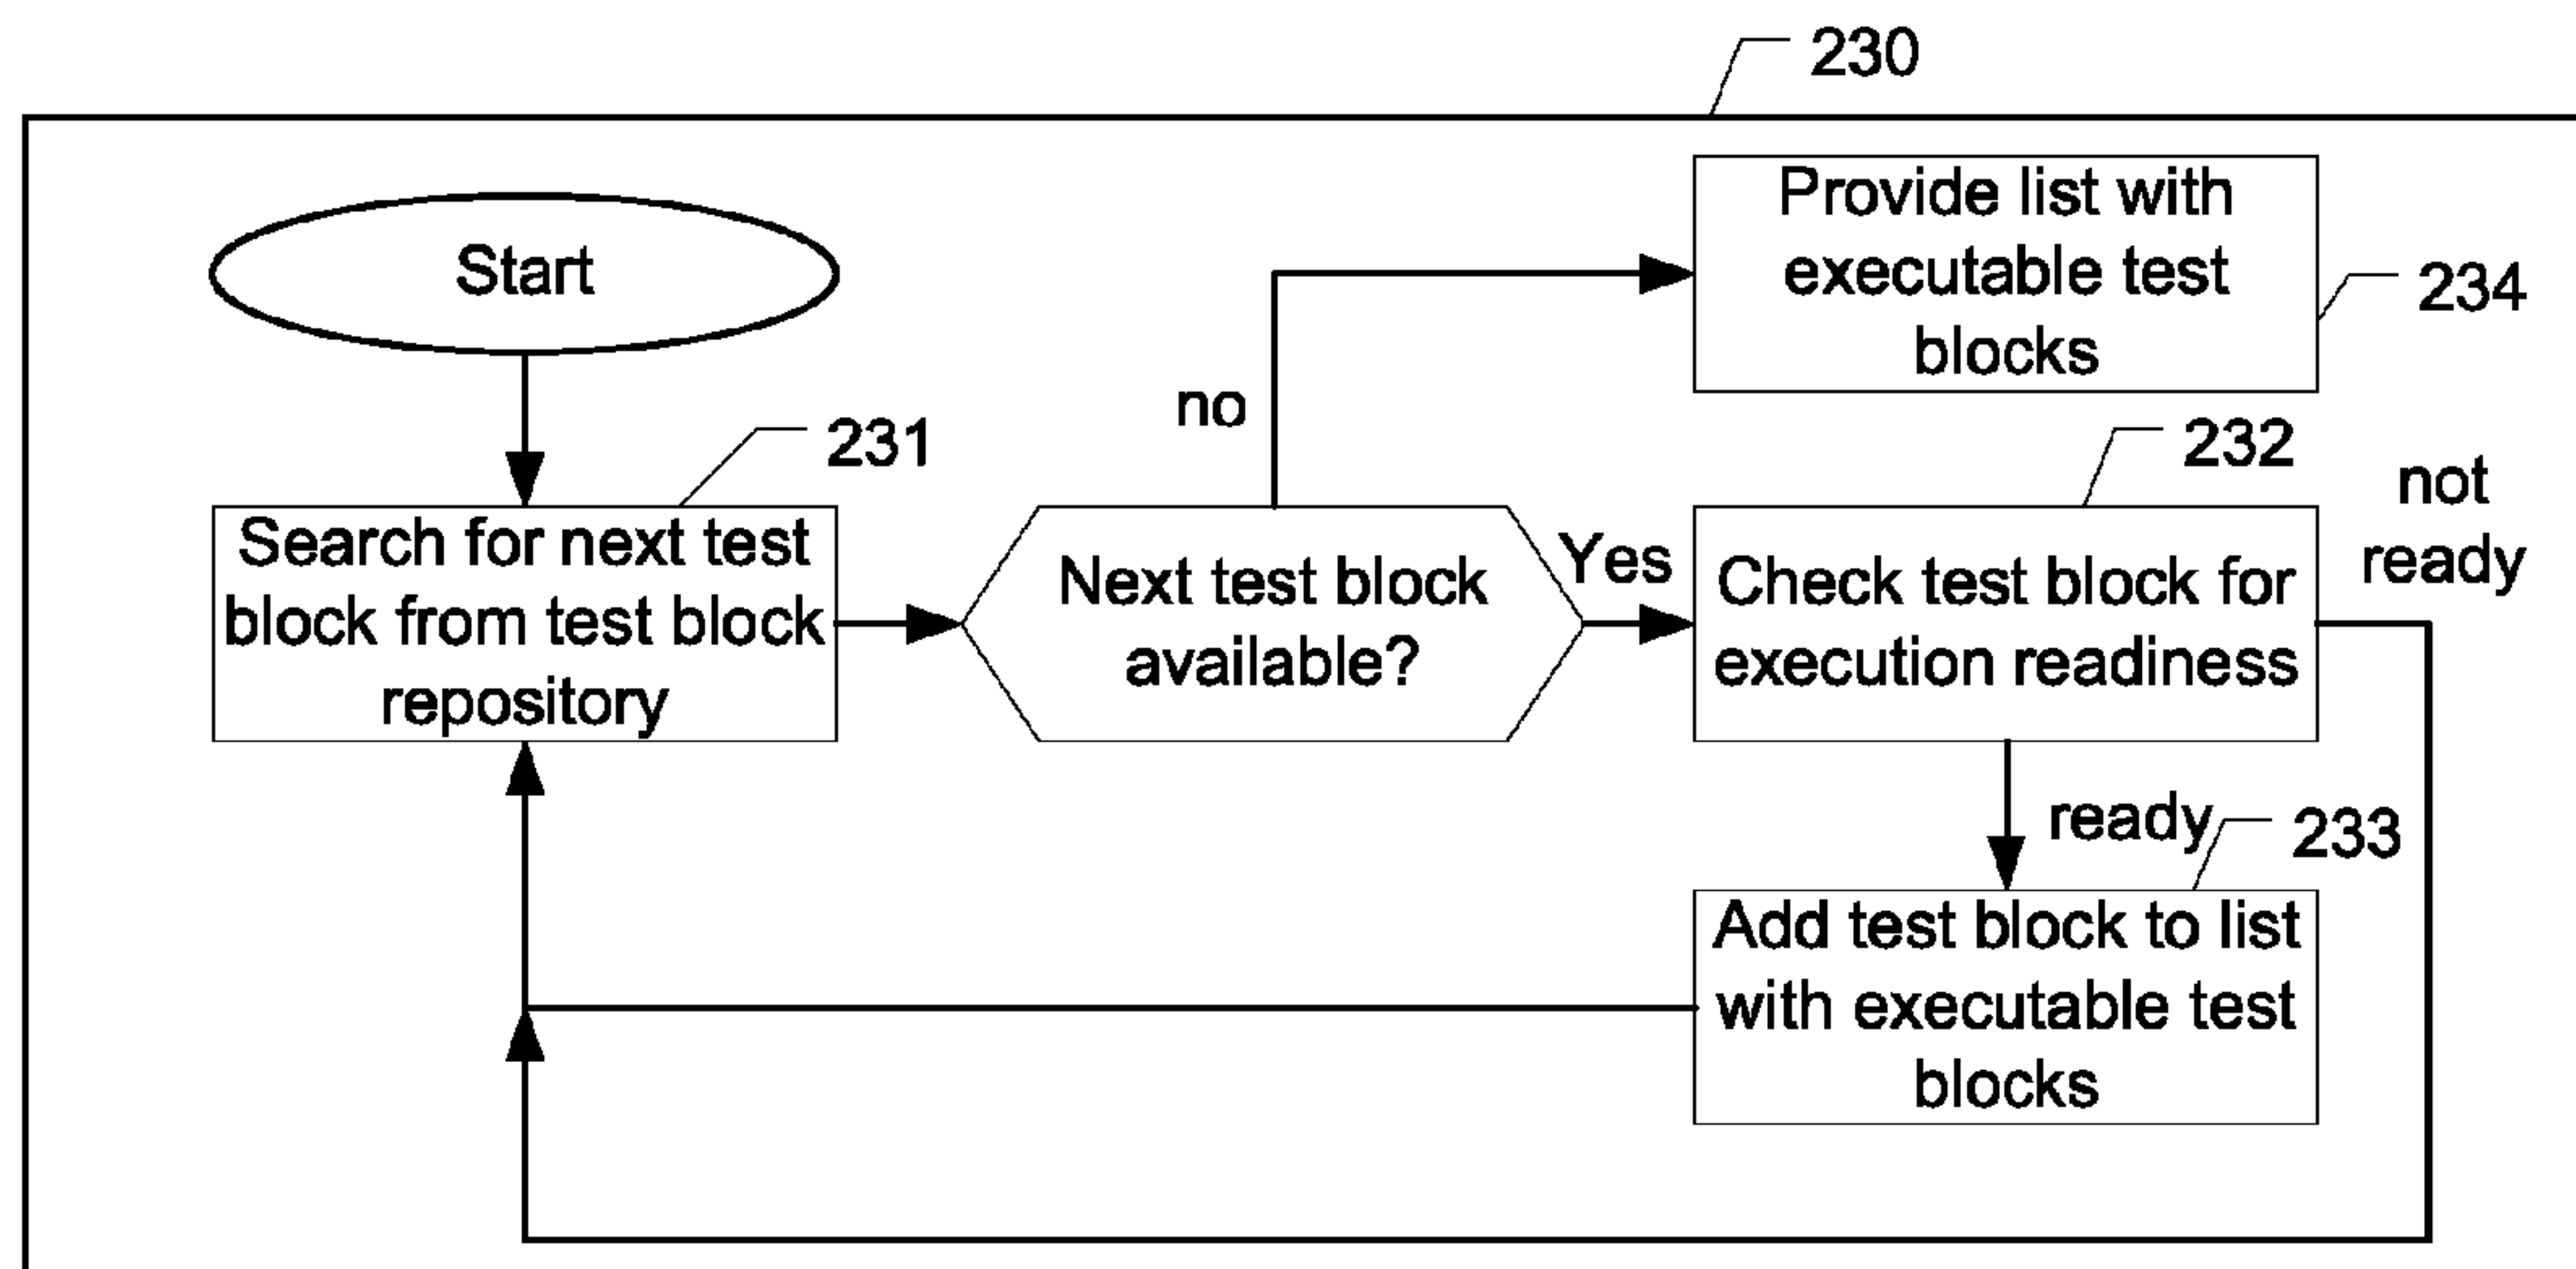 230
Start
Provide list with
executable test
blocks
234
no
231
232
not
ready
Search for next test
block from test block
repository
Next test block
available?
Yes
Check test block for
execution readiness
ready
233
Add test block to list
with executable test
blocks